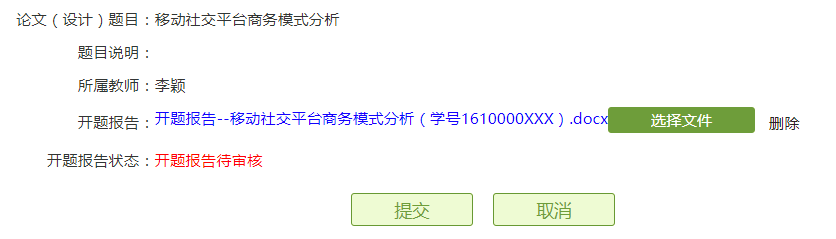 论文（设计）题目：移动社交平台商务模式分析
题目说明：
所属教师：李颖
开题报告：开题报告--移动社交平台商务模式分析（学号1610000XXX）.docx 选择文件 删除
开题报告状态：开题报告待审核
提交 取消